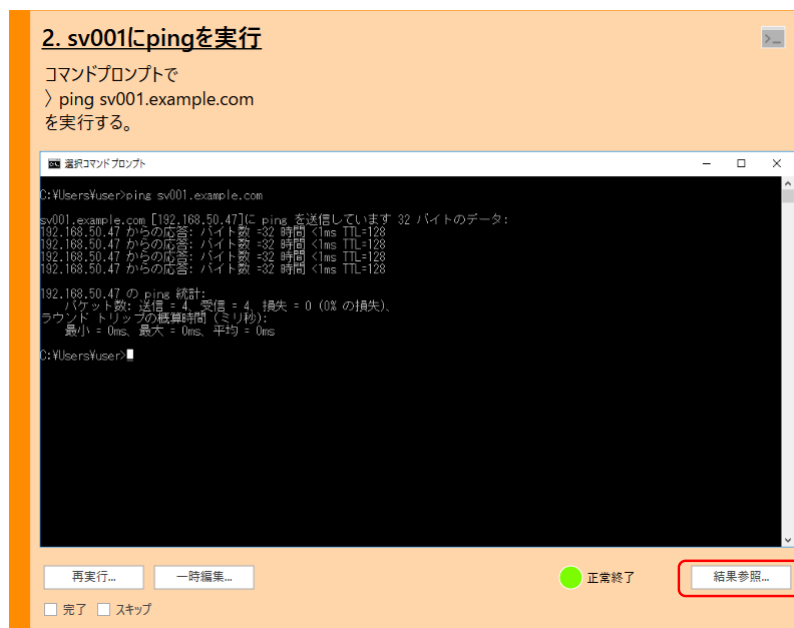 2. sv001にpingを実行
コマンドプロンプトで
〉ping sv001.example.com
を実行する。
選択コマンド プロンプト
C:¥Users¥user>ping sv001.example.com
sv001.example.com [192.168.50.47]に ping を送信しています 32 バイトのデータ:
192.168.50.47 からの応答: バイト数 =32 時間 <1ms TTL=128
192.168.50.47 からの応答: バイト数 =32 時間 <1ms TTL=128
192.168.50.47 からの応答: バイト数 =32 時間 <1ms TTL=128
192.168.50.47 からの応答: バイト数 =32 時間 <1ms TTL=128
192.168.50.47 の ping 統計:
パケット数: 送信 = 4、受信 = 4、損失 = 0 (0% の損失)、
ラウンド トリップの概算時間 (ミリ秒):
最小 = 0ms、最大 = 0ms、平均 = 0ms
C:¥Users¥user>
再実行... 一時編集... 正常終了 結果参照...
完了 スキップ